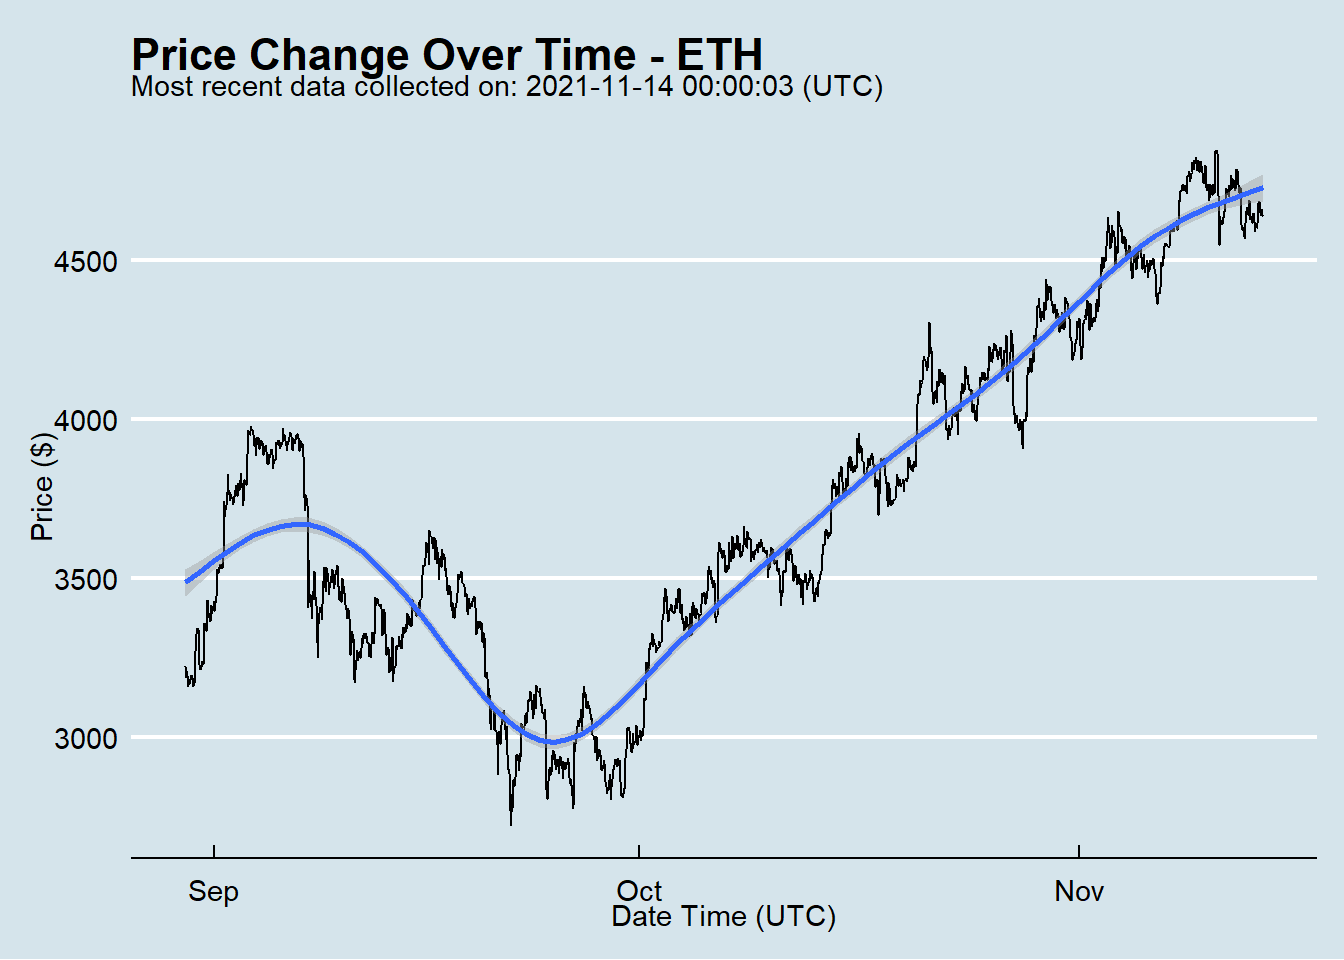 Price Change Over Time - ETH
Most recent data collected on: 2021-11-14 00:00:03 (UTC)
Price ($)
4500
4000
3500
3000
Sep Oct Nov
Date Time (UTC)